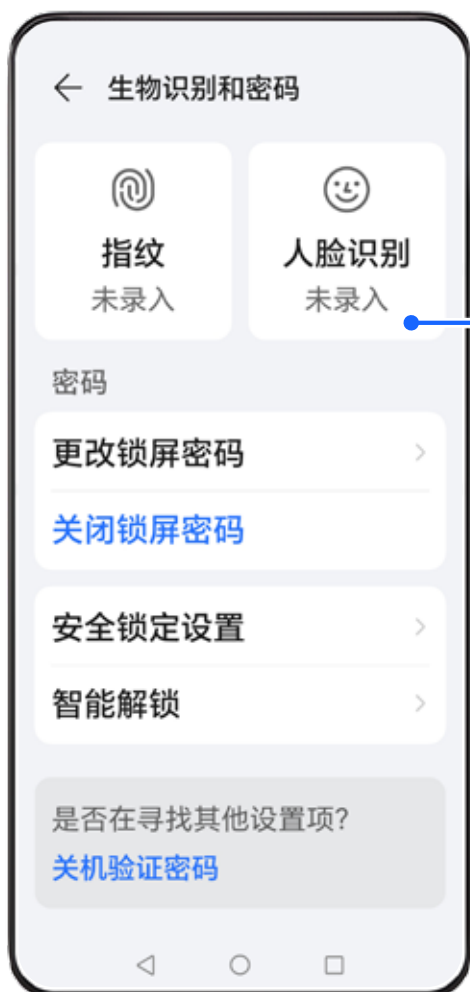 生物识别和密码
指纹
未录入
人脸识别
未录入
密码
更改锁屏密码
关闭锁屏密码
安全锁定设置
智能解锁
是否在寻找其他设置项?
关机验证密码